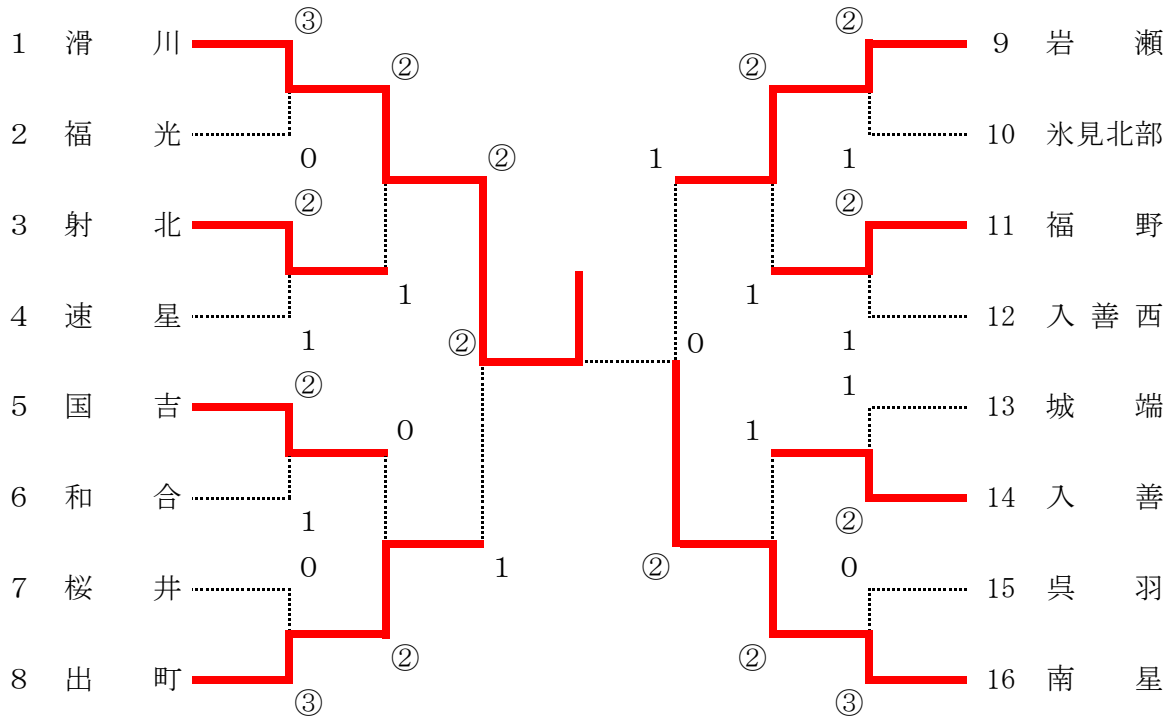 ③ ②
1 滑 川 9 岩 瀬
② ②
2 福 光 10 氷見北部
0 ② 1 1
② ②
3 射 北 11 福 野
1 1
4 速 星 12 入 善 西
1 ② 0 1
② 1
5 国 吉 13 城 端
0 1
6 和 合 14 入 善
1 ②
0 1 ② 0
7 桜 井 15 呉 羽
② ②
8 出 町 16 南 星
③ ③